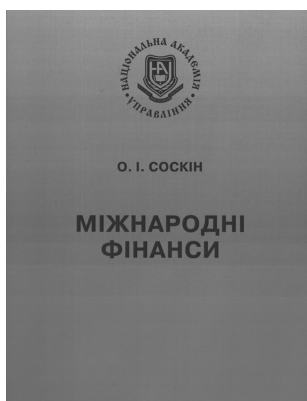 НАЦІОНАЛЬНА АКАДЕМІЯ
УПРАВЛІННЯ
О. І. СОСКІН
МІЖНАРОДНІ
ФІНАНСИ